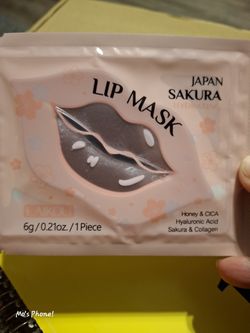 JAPAN
SAKURA
LIP MASK
6g / 0.21oz. / 1 Piece
Honey & CICA
Hyaluronic Acid
Sakura & Collagen
Me's Phone!